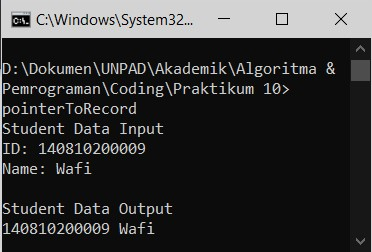 C:\Windows\System32...
D:\Dokumen\UNPAD\Akademik\Algoritma &
Pemrograman\Coding\Praktikum 10>
pointerToRecord
Student Data Input
ID: 140810200009
Name: Wafi
Student Data Output
140810200009 Wafi